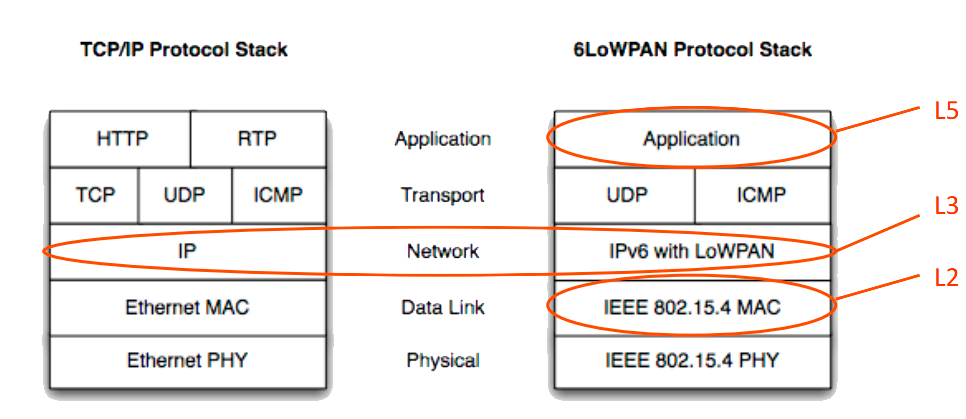 TCP/IP Protocol Stack 6LoWPAN Protocol Stack
L5
HTTP RTP Application Application
TCP UDP ICMP Transport UDP ICMP
L3
IP Network IPv6 with LoWPAN
L2
Ethernet MAC Data Link IEEE 802.15.4 MAC
Ethernet PHY Physical IEEE 802.15.4 PHY